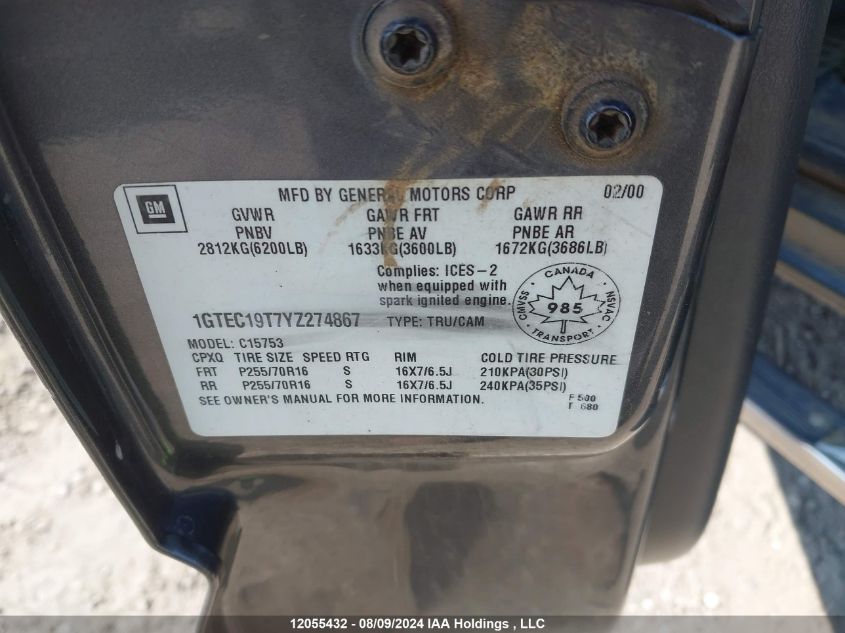 MFD BY GENERAL MOTORS CORP 02/00
GM
GVWR GAWR FRT GAWR RR
PNBV PNBE AV PNBE AR
2812KG(6200LB) 1633KG(3600LB) 1672KG(3686LB)
Complies: ICES-2
when equipped with
spark ignited engine.
CANADA
CMVSS 985 NSVAC
TRANSPORT
1GTEC19T7YZ274867 TYPE: TRU/CAM
MODEL: C15753
CPXQ TIRE SIZE SPEED RTG RIM COLD TIRE PRESSURE
FRT P255/70R16 S 16X7/6.5J 210KPA(30PSI)
RR P255/70R16 S 16X7/6.5J 240KPA(35PSI)
SEE OWNER'S MANUAL FOR MORE INFORMATION.
F 500
T 680
12055432 - 08/09/2024 IAA Holdings , LLC